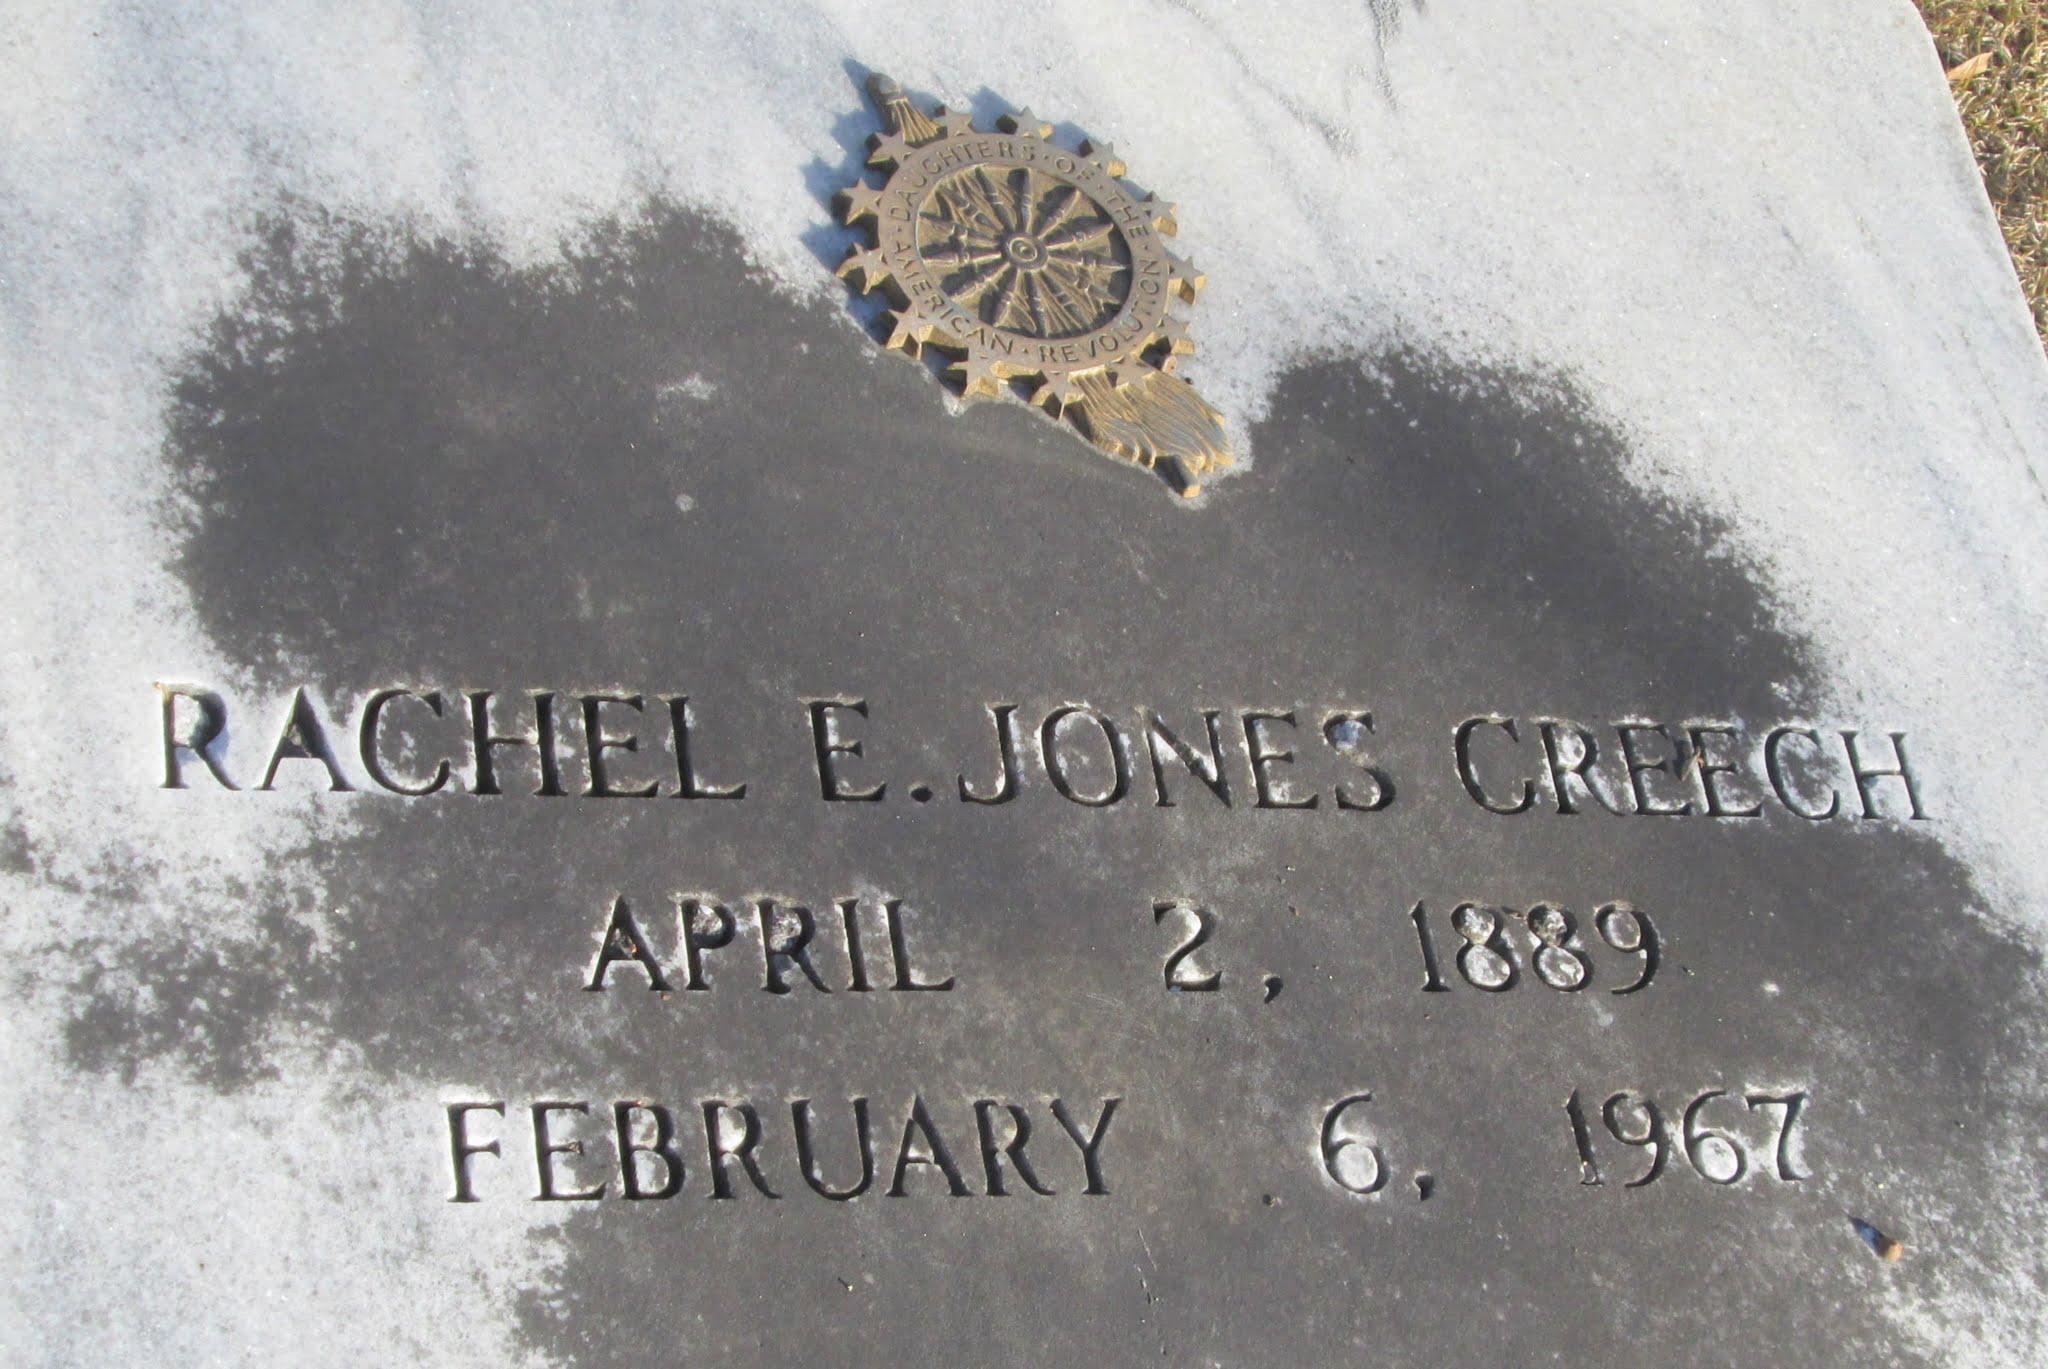 DAUGHTERS · OF · THE · AMERICAN · REVOLUTION
RACHEL E. JONES CREECH
APRIL 2, 1889
FEBRUARY 6, 1967